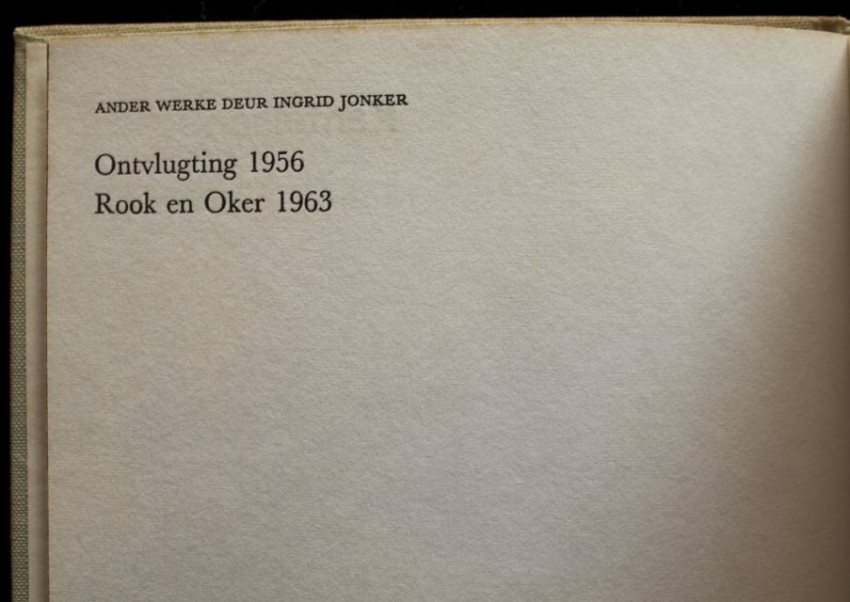 ANDER WERKE DEUR INGRID JONKER
Ontvlugting 1956
Rook en Oker 1963